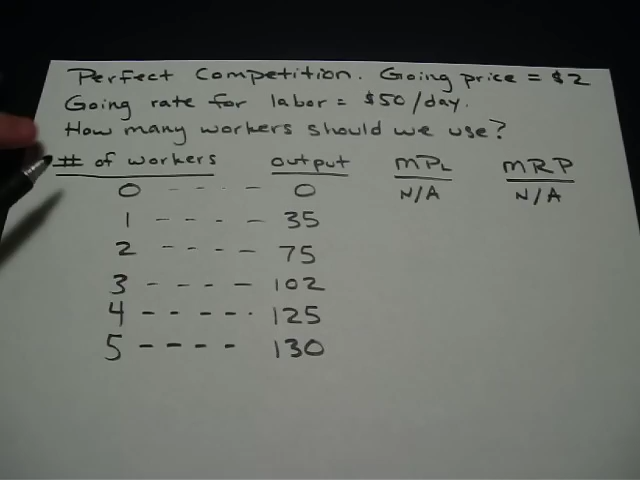 Perfect Competition. Going price = $2
Going rate for labor = $50/day.
How many workers should we use?
# of workers output MPL MRP
0 - - - - 0 N/A N/A
1 - - - - 35
2 - - - - 75
3 - - - - 102
4 - - - - - 125
5 - - - - 130